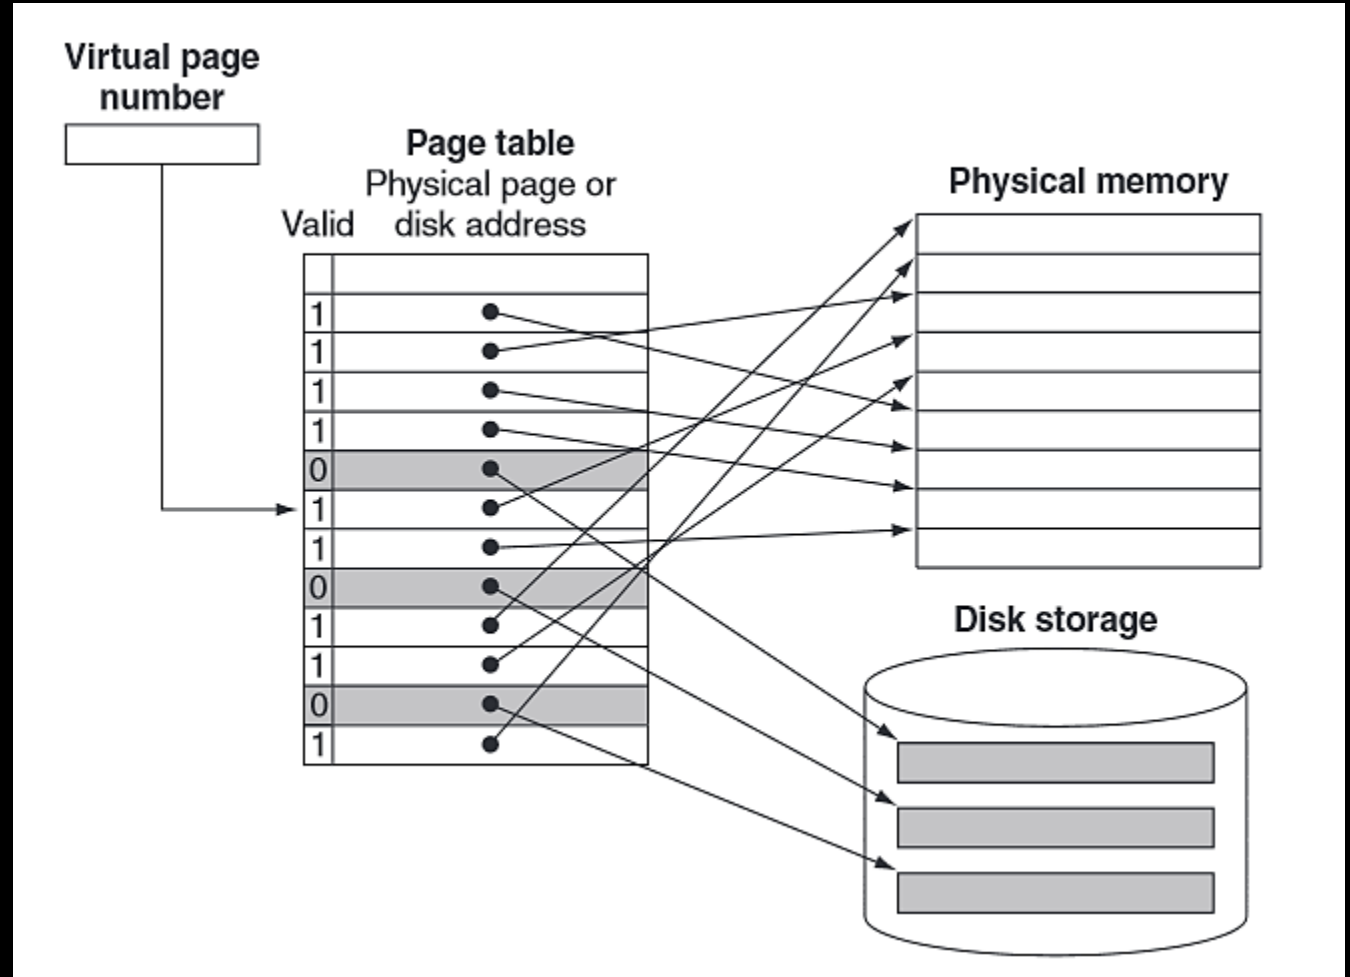 Virtual page
number
Page table
Physical page or
Valid disk address
1
1
1
1
0
1
1
0
1
1
0
1
Physical memory
Disk storage